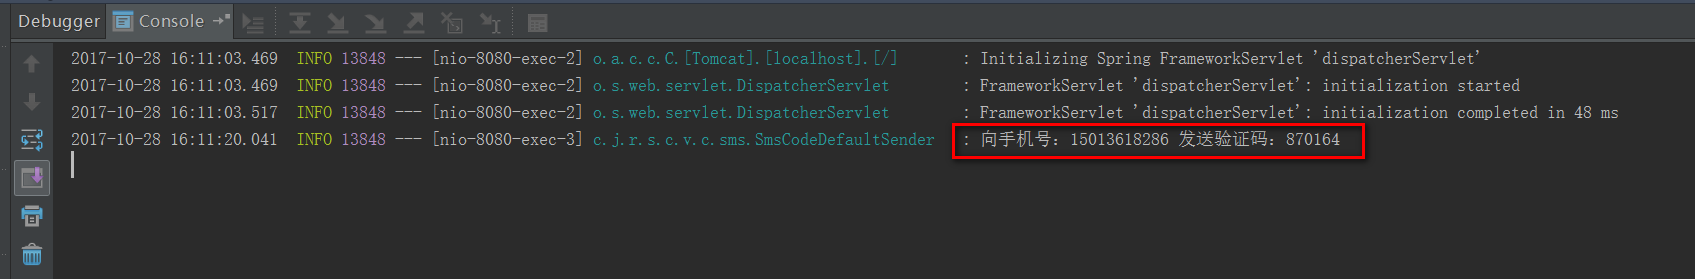 Debugger Console
2017-10-28 16:11:03.469  INFO 13848 --- [nio-8080-exec-2] o.a.c.c.C.[Tomcat].[localhost].[/]       : Initializing Spring FrameworkServlet 'dispatcherServlet'
2017-10-28 16:11:03.469  INFO 13848 --- [nio-8080-exec-2] o.s.web.servlet.DispatcherServlet        : FrameworkServlet 'dispatcherServlet': initialization started
2017-10-28 16:11:03.517  INFO 13848 --- [nio-8080-exec-2] o.s.web.servlet.DispatcherServlet        : FrameworkServlet 'dispatcherServlet': initialization completed in 48 ms
2017-10-28 16:11:20.041  INFO 13848 --- [nio-8080-exec-3] c.j.r.s.c.v.c.sms.SmsCodeDefaultSender   : 向手机号：15013618286 发送验证码：870164